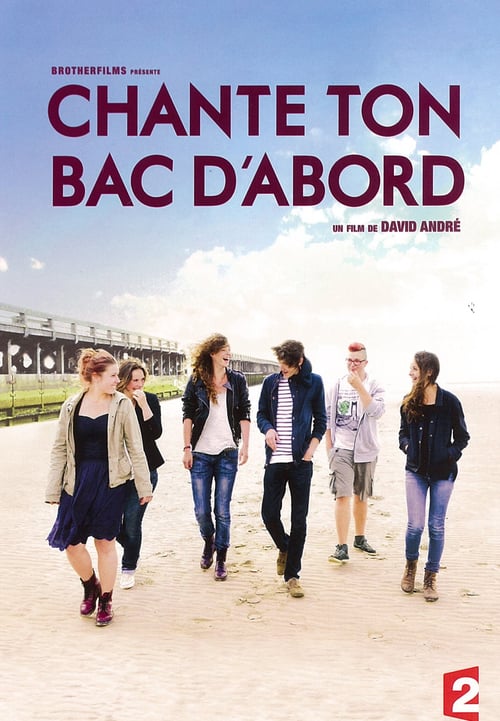 BROTHERFILMS PRÉSENTE
CHANTE TON
BAC D'ABORD
UN FILM DE DAVID ANDRÉ
2